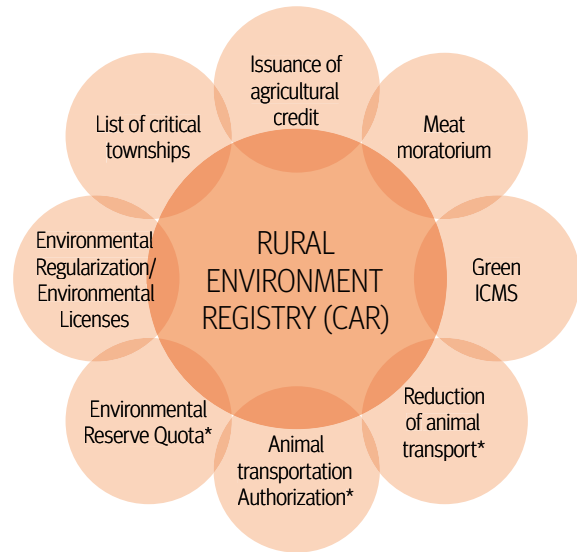 Issuance of
agricultural
credit
List of critical
townships
Meat
moratorium
Environmental
Regularization/
Environmental
Licenses
RURAL
ENVIRONMENT
REGISTRY (CAR)
Green
ICMS
Environmental
Reserve Quota*
Animal
transportation
Authorization*
Reduction
of animal
transport*